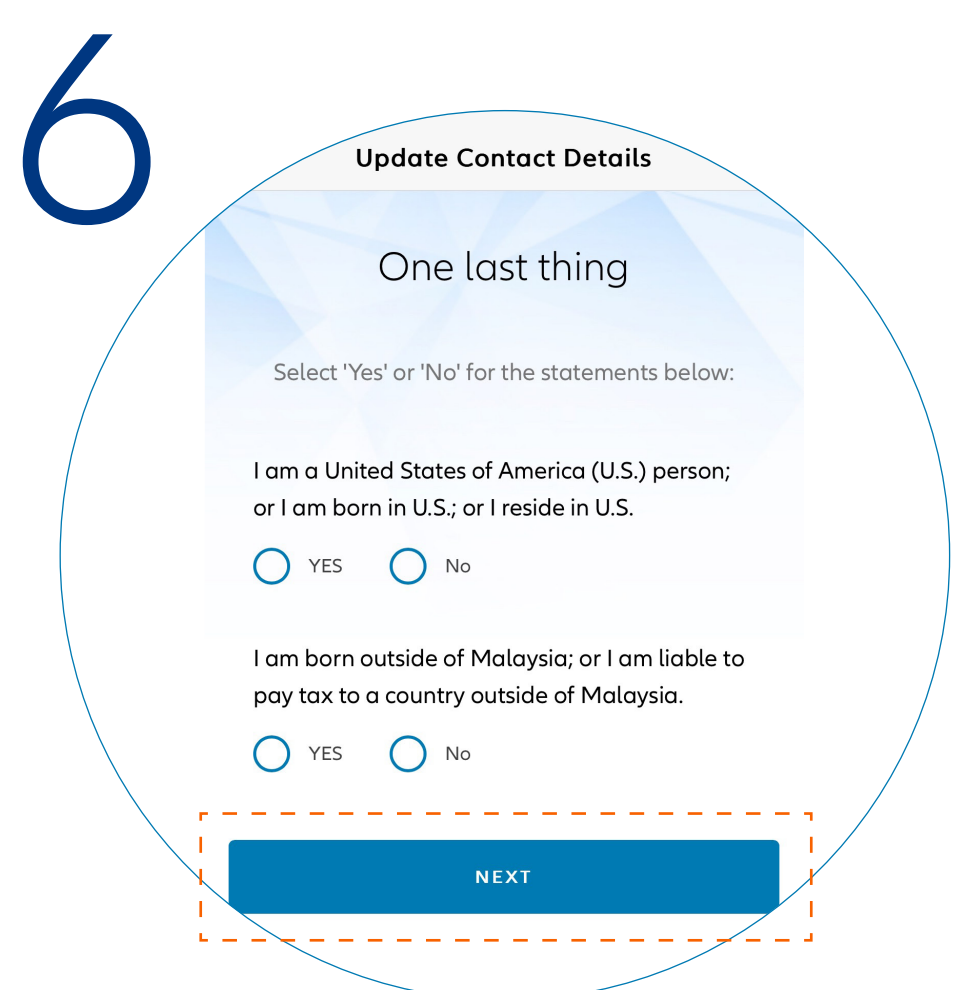 6
Update Contact Details
One last thing
Select 'Yes' or 'No' for the statements below:
I am a United States of America (U.S.) person;
or I am born in U.S.; or I reside in U.S.
YES No
I am born outside of Malaysia; or I am liable to
pay tax to a country outside of Malaysia.
YES No
NEXT